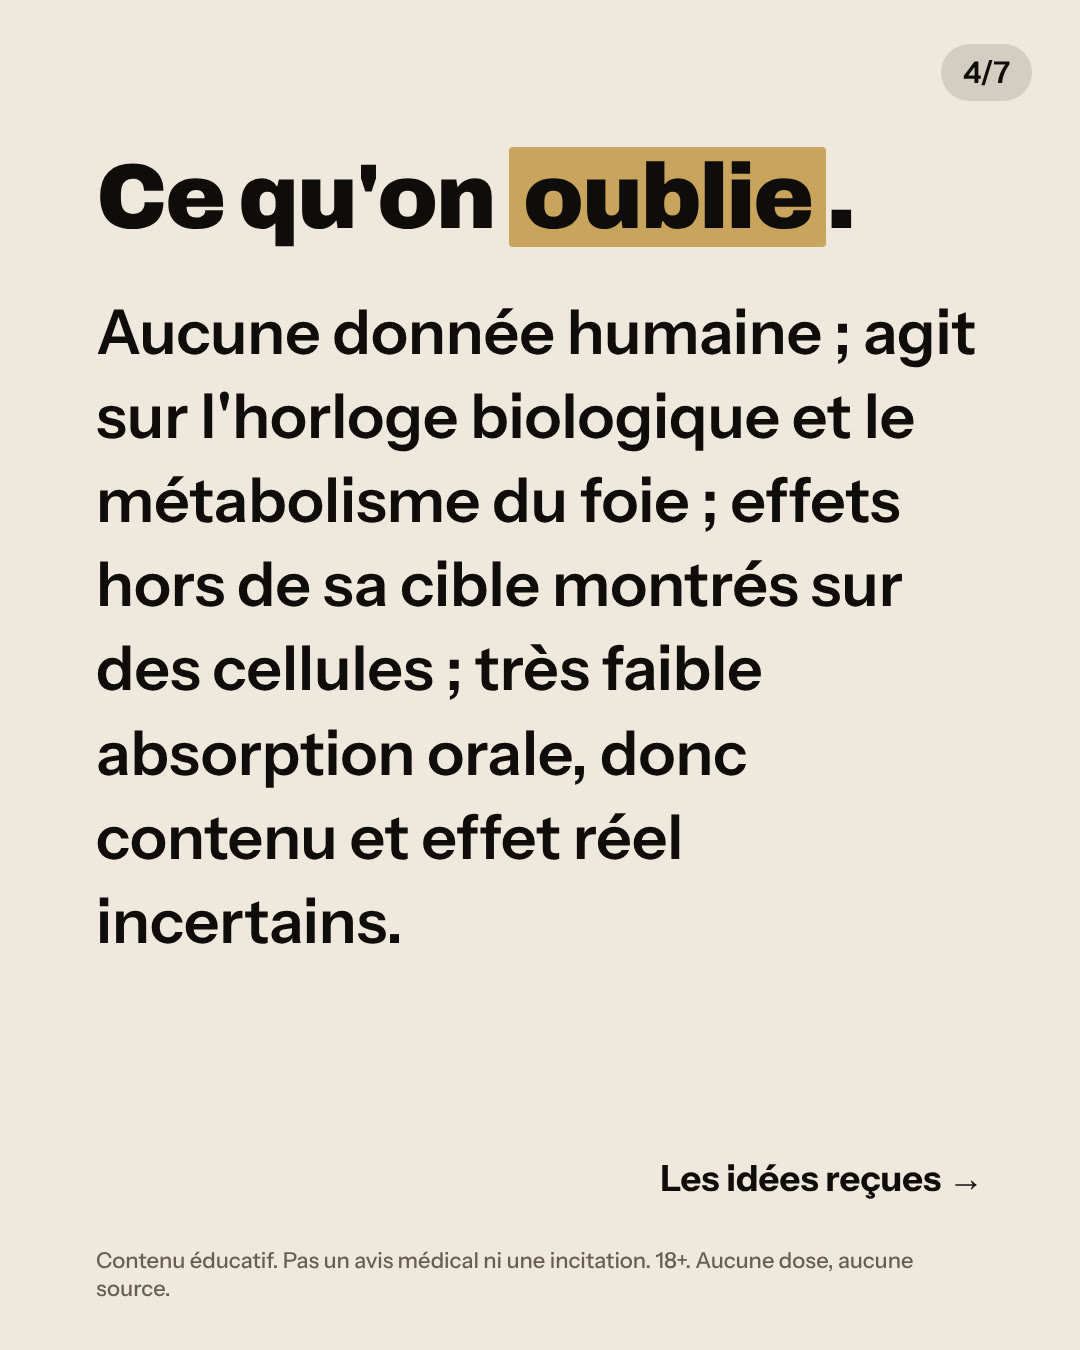 4/7
Ce qu'on oublie.
Aucune donnée humaine ; agit
sur l'horloge biologique et le
métabolisme du foie ; effets
hors de sa cible montrés sur
des cellules ; très faible
absorption orale, donc
contenu et effet réel
incertains.
Les idées reçues →
Contenu éducatif. Pas un avis médical ni une incitation. 18+. Aucune dose, aucune
source.